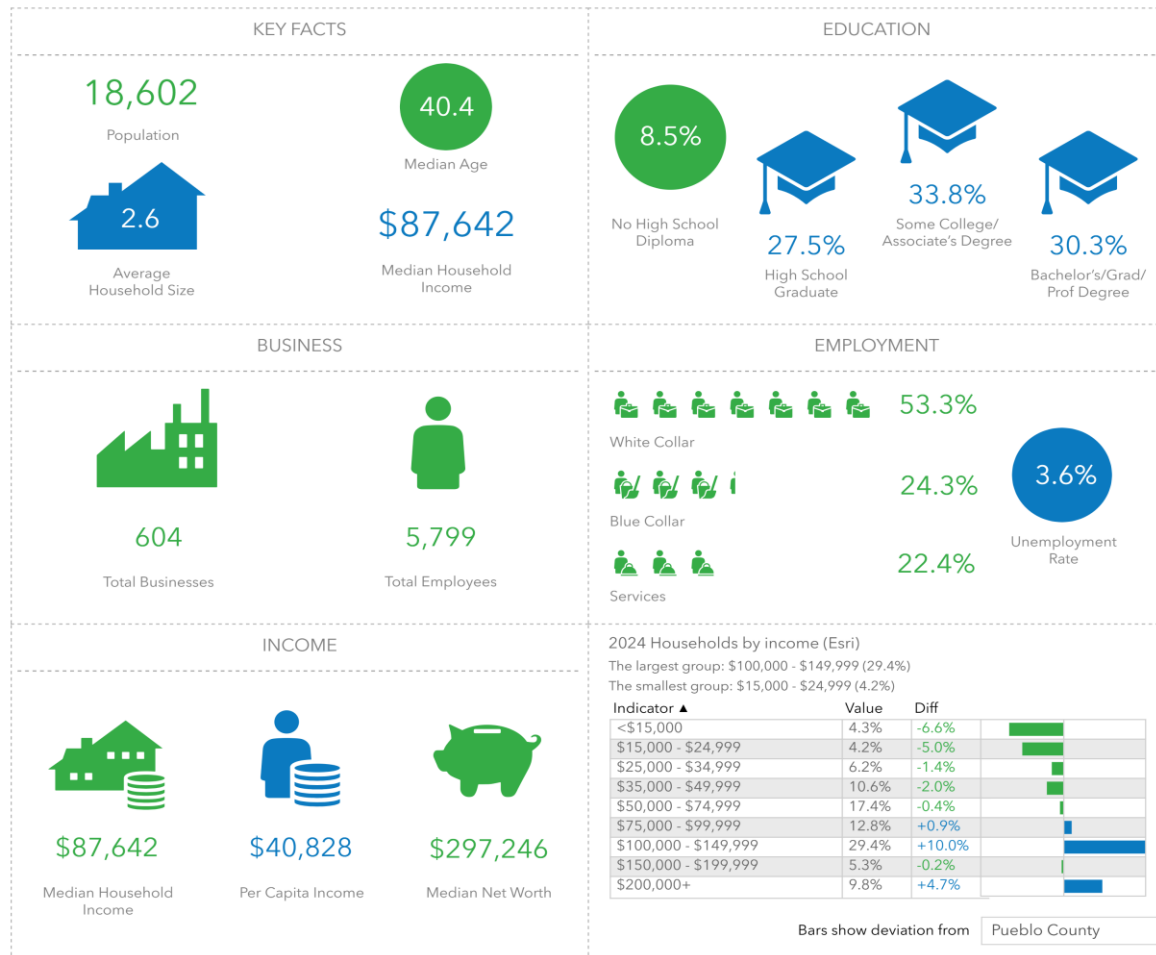 KEY FACTS
18,602
Population
40.4
Median Age
2.6
Average
Household Size
$87,642
Median Household
Income
EDUCATION
8.5%
No High School
Diploma
27.5%
High School
Graduate
33.8%
Some College/
Associate's Degree
30.3%
Bachelor's/Grad/
Prof Degree
BUSINESS
604
Total Businesses
5,799
Total Employees
EMPLOYMENT
53.3%
White Collar
24.3%
Blue Collar
22.4%
Services
3.6%
Unemployment
Rate
INCOME
$87,642
Median Household
Income
$40,828
Per Capita Income
$297,246
Median Net Worth
2024 Households by income (Esri)
The largest group: $100,000 - $149,999 (29.4%)
The smallest group: $15,000 - $24,999 (4.2%)
Indicator ▲ Value Diff
<$15,000 4.3% -6.6%
$15,000 - $24,999 4.2% -5.0%
$25,000 - $34,999 6.2% -1.4%
$35,000 - $49,999 10.6% -2.0%
$50,000 - $74,999 17.4% -0.4%
$75,000 - $99,999 12.8% +0.9%
$100,000 - $149,999 29.4% +10.0%
$150,000 - $199,999 5.3% -0.2%
$200,000+ 9.8% +4.7%
Bars show deviation from Pueblo County